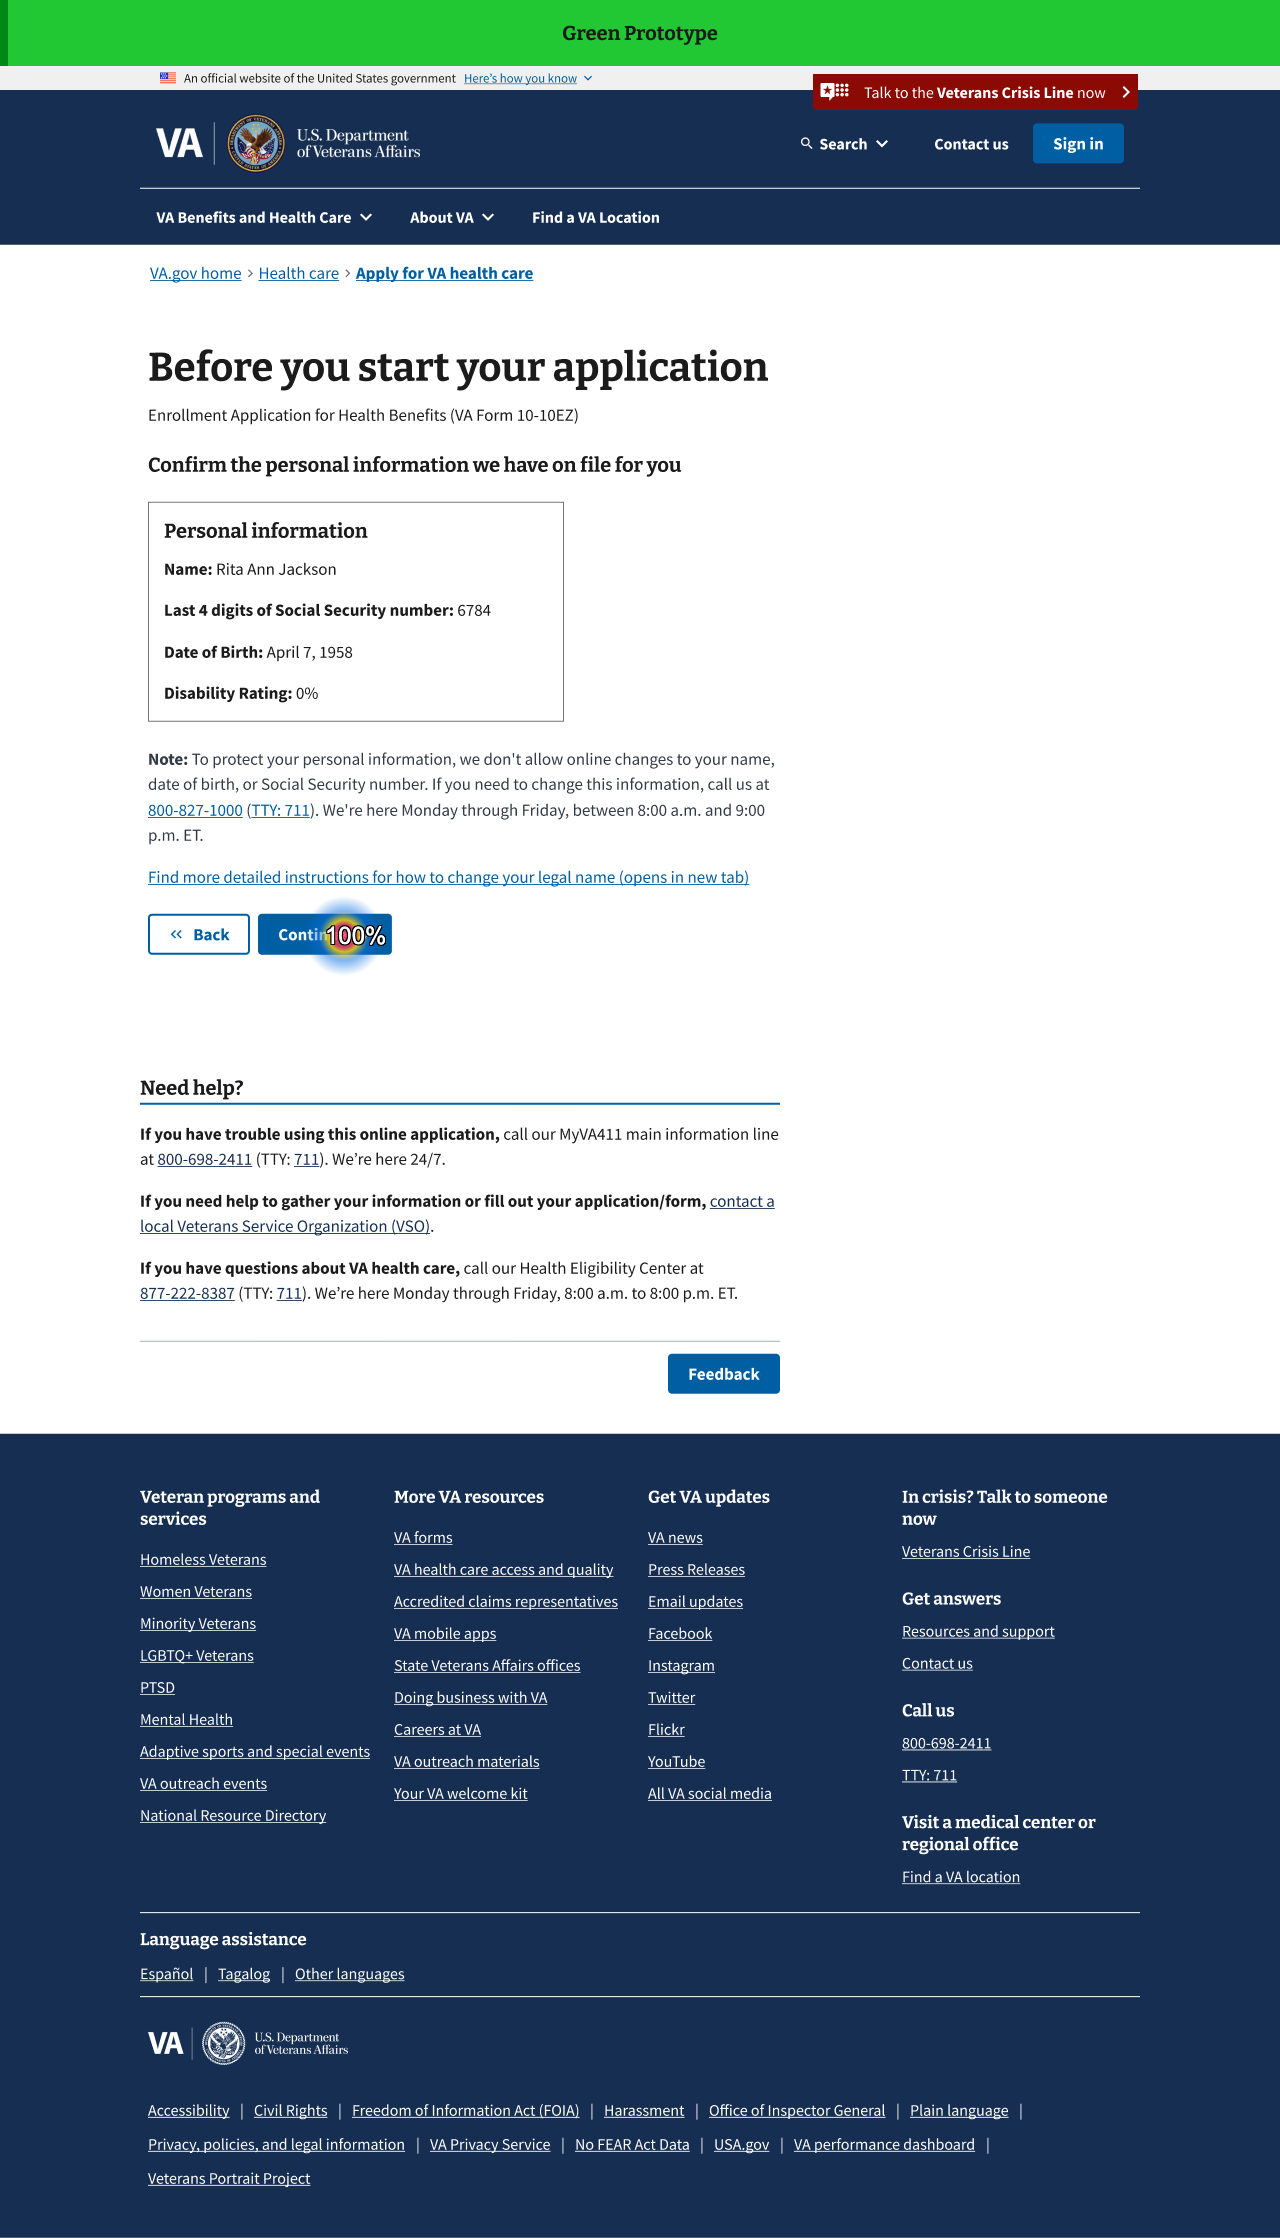 Green Prototype
An official website of the United States government Here's how you know
Talk to the Veterans Crisis Line now
VA U.S. Department
of Veterans Affairs
Search Contact us Sign in
VA Benefits and Health Care About VA Find a VA Location
VA.gov home Health care Apply for VA health care
Before you start your application
Enrollment Application for Health Benefits (VA Form 10-10EZ)
Confirm the personal information we have on file for you
Personal information
Name: Rita Ann Jackson
Last 4 digits of Social Security number: 6784
Date of Birth: April 7, 1958
Disability Rating: 0%
Note: To protect your personal information, we don't allow online changes to your name,
date of birth, or Social Security number. If you need to change this information, call us at
800-827-1000 (TTY: 711). We're here Monday through Friday, between 8:00 a.m. and 9:00
p.m. ET.
Find more detailed instructions for how to change your legal name (opens in new tab)
Back 100%
Need help?
If you have trouble using this online application, call our MyVA411 main information line
at 800-698-2411 (TTY: 711). We’re here 24/7.
If you need help to gather your information or fill out your application/form, contact a
local Veterans Service Organization (VSO).
If you have questions about VA health care, call our Health Eligibility Center at
877-222-8387 (TTY: 711). We’re here Monday through Friday, 8:00 a.m. to 8:00 p.m. ET.
Feedback
Veteran programs and
services
Homeless Veterans
Women Veterans
Minority Veterans
LGBTQ+ Veterans
PTSD
Mental Health
Adaptive sports and special events
VA outreach events
National Resource Directory
More VA resources
VA forms
VA health care access and quality
Accredited claims representatives
VA mobile apps
State Veterans Affairs offices
Doing business with VA
Careers at VA
VA outreach materials
Your VA welcome kit
Get VA updates
VA news
Press Releases
Email updates
Facebook
Instagram
Twitter
Flickr
YouTube
All VA social media
In crisis? Talk to someone
now
Veterans Crisis Line
Get answers
Resources and support
Contact us
Call us
800-698-2411
TTY: 711
Visit a medical center or
regional office
Find a VA location
Language assistance
Español | Tagalog | Other languages
VA U.S. Department
of Veterans Affairs
Accessibility | Civil Rights | Freedom of Information Act (FOIA) | Harassment | Office of Inspector General | Plain language |
Privacy, policies, and legal information | VA Privacy Service | No FEAR Act Data | USA.gov | VA performance dashboard |
Veterans Portrait Project